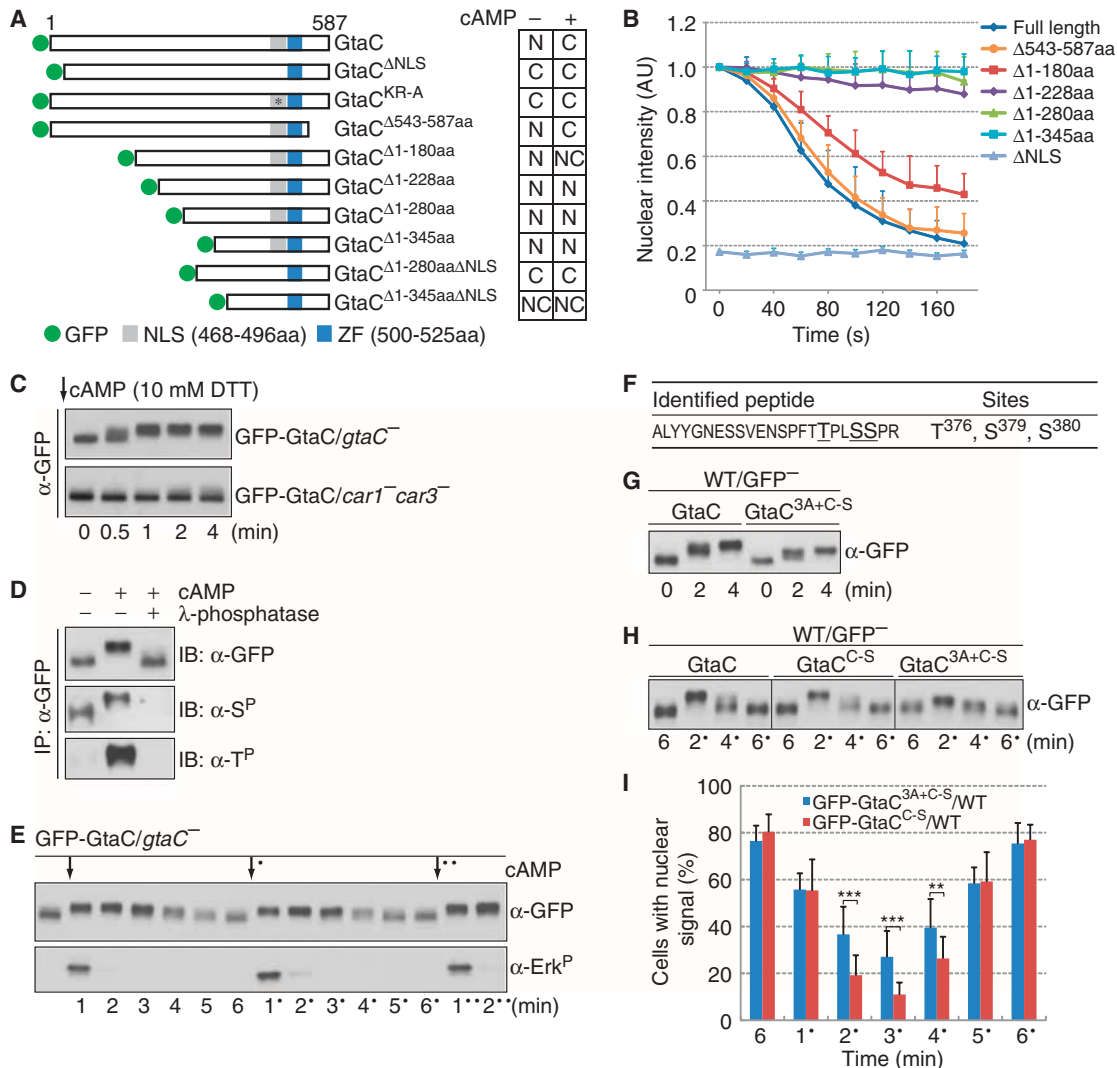 A
1 587
cAMP – +
GtaC N C
GtaC^ΔNLS C C
* GtaC^KR-A C C
GtaC^Δ543-587aa N C
GtaC^Δ1-180aa N NC
GtaC^Δ1-228aa N N
GtaC^Δ1-280aa N N
GtaC^Δ1-345aa N N
GtaC^Δ1-280aaΔNLS C C
GtaC^Δ1-345aaΔNLS NC NC
GFP NLS (468-496aa) ZF (500-525aa)
B
Nuclear intensity (AU)
1.2
1.0
0.8
0.6
0.4
0.2
0
0 40 80 120 160
Time (s)
Full length
Δ543-587aa
Δ1-180aa
Δ1-228aa
Δ1-280aa
Δ1-345aa
ΔNLS
C
cAMP (10 mM DTT)
α-GFP
GFP-GtaC/gtaC–
GFP-GtaC/car1–car3–
0 0.5 1 2 4 (min)
D
– + + cAMP
– – + λ-phosphatase
IP: α-GFP
IB: α-GFP
IB: α-S^P
IB: α-T^P
E
GFP-GtaC/gtaC–
• •• cAMP
α-GFP
α-Erk^P
1 2 3 4 5 6 1• 2• 3• 4• 5• 6• 1•• 2•• (min)
F
Identified peptide Sites
ALYYGNESSVENSPFTTPLSSPR T^376, S^379, S^380
G
WT/GFP–
GtaC GtaC^3A+C-S
α-GFP
0 2 4 0 2 4 (min)
H
WT/GFP–
GtaC GtaC^C-S GtaC^3A+C-S
α-GFP
6 2• 4• 6• 6 2• 4• 6• 6 2• 4• 6• (min)
I
Cells with nuclear
signal (%)
100
80
60
40
20
0
GFP-GtaC^3A+C-S/WT
GFP-GtaC^C-S/WT
*** *** **
6 1• 2• 3• 4• 5• 6•
Time (min)